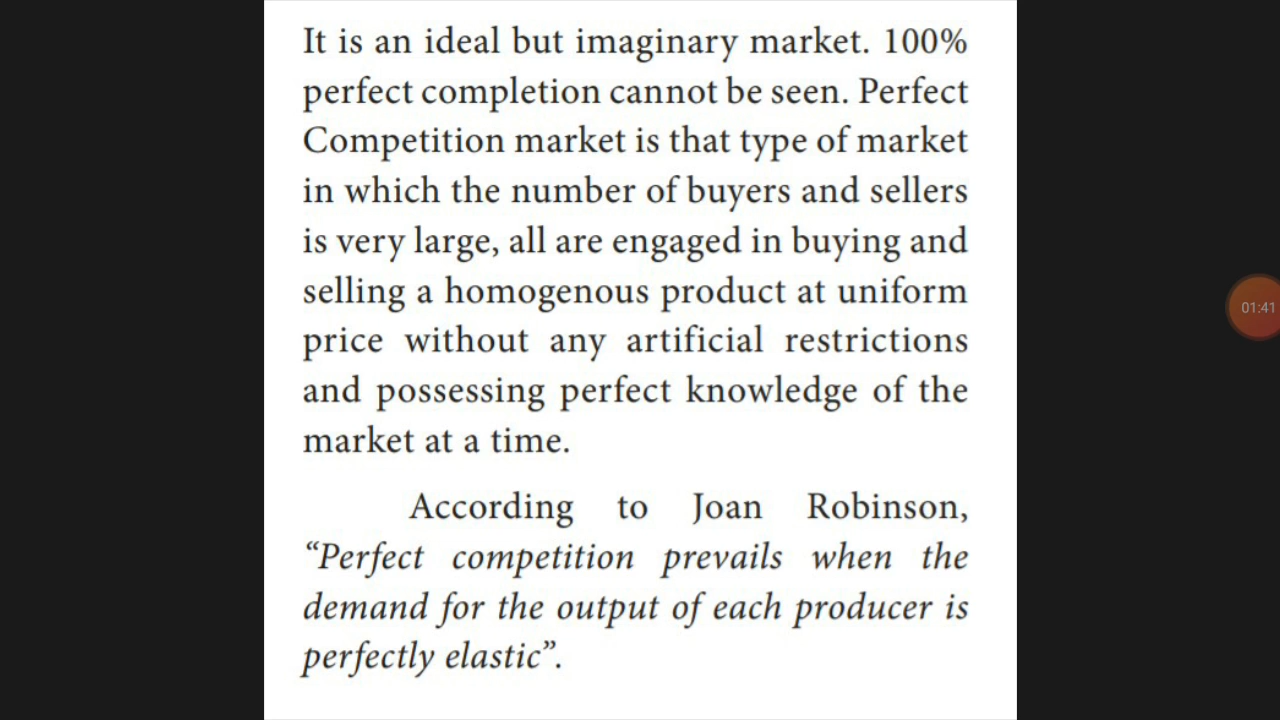 It is an ideal but imaginary market. 100%
perfect completion cannot be seen. Perfect
Competition market is that type of market
in which the number of buyers and sellers
is very large, all are engaged in buying and
selling a homogenous product at uniform
price without any artificial restrictions
and possessing perfect knowledge of the
market at a time.
According to Joan Robinson,
“Perfect competition prevails when the
demand for the output of each producer is
perfectly elastic”.
01:41